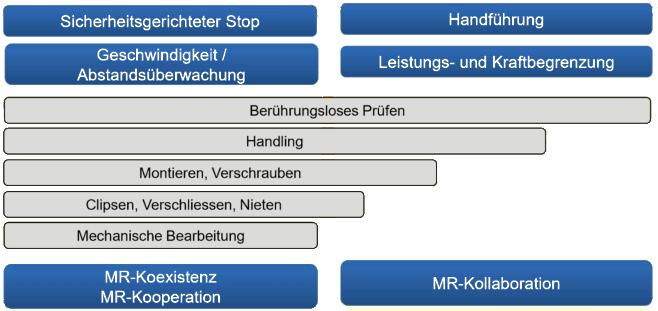 Sicherheitsgerichteter Stop
Handführung
Geschwindigkeit /
Abstandsüberwachung
Leistungs- und Kraftbegrenzung
Berührungsloses Prüfen
Handling
Montieren, Verschrauben
Clipsen, Verschliessen, Nieten
Mechanische Bearbeitung
MR-Koexistenz
MR-Kooperation
MR-Kollaboration